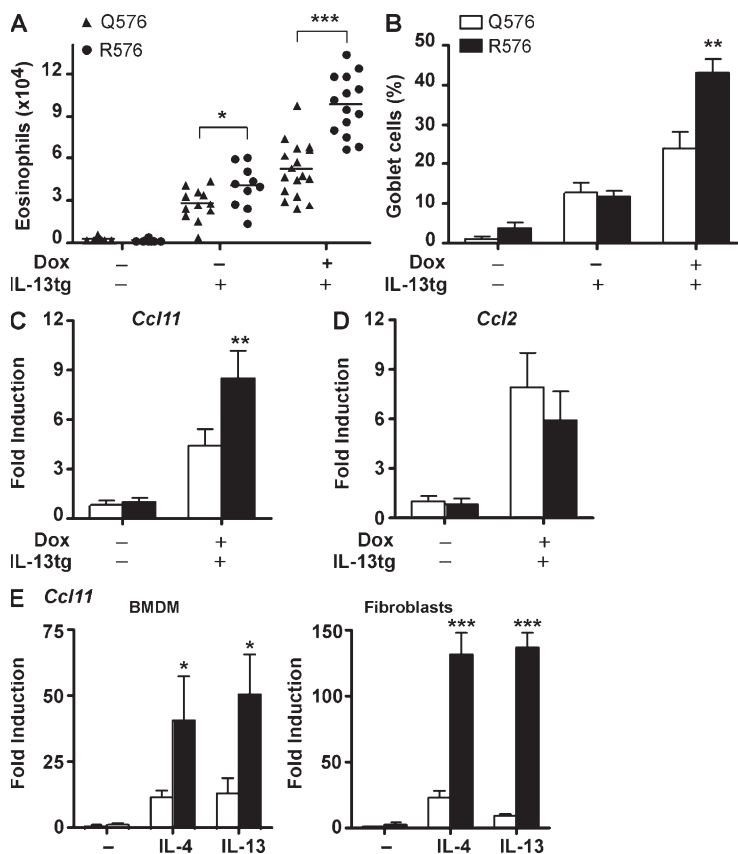 A
▲ Q576
● R576
Eosinophils (x10⁴)
12
9
6
3
0
*
***
Dox – – +
IL-13tg – + +
B
Q576
R576
Goblet cells (%)
50
40
30
20
10
0
**
Dox – – +
IL-13tg – + +
C Ccl11
Fold Induction
12
9
6
3
0
**
Dox – +
IL-13tg – +
D Ccl2
Fold Induction
12
9
6
3
0
Dox – +
IL-13tg – +
E Ccl11
BMDM
Fold Induction
75
50
25
0
* *
– IL-4 IL-13
Fibroblasts
Fold Induction
150
100
50
0
*** ***
– IL-4 IL-13